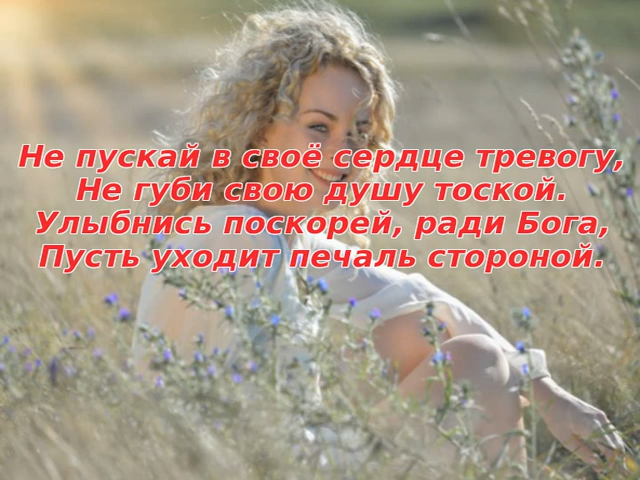 Не пускай в своё сердце тревогу,
Не губи свою душу тоской.
Улыбнись поскорей, ради Бога,
Пусть уходит печаль стороной.